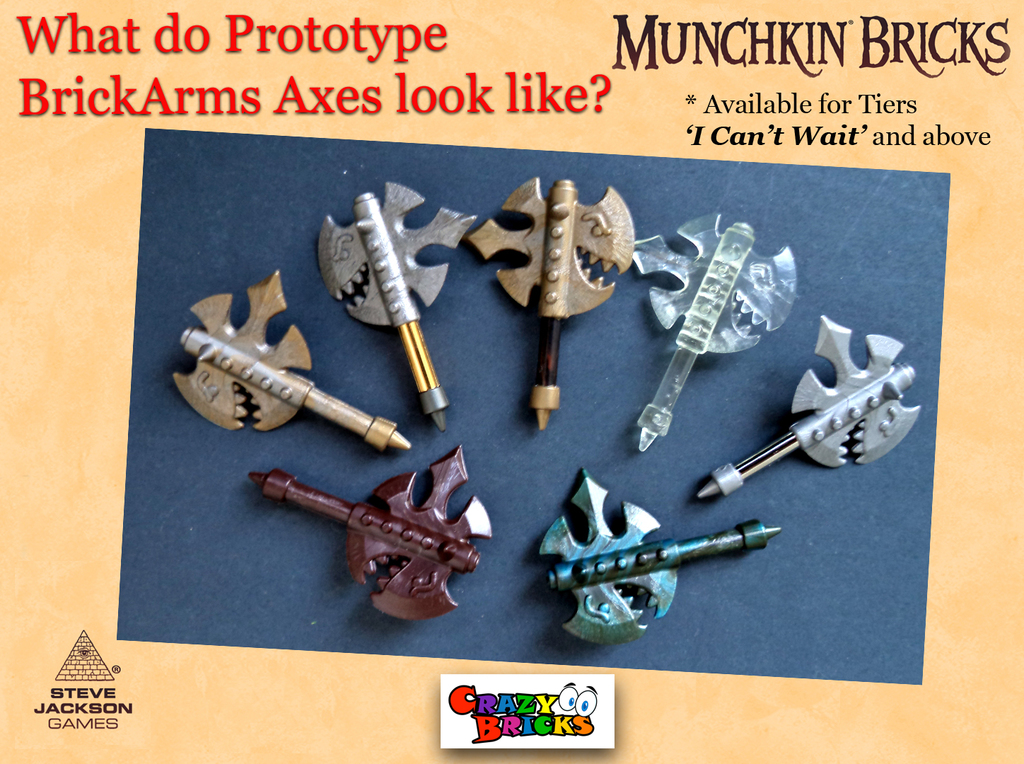 What do Prototype
BrickArms Axes look like?
MUNCHKIN® BRICKS
* Available for Tiers
‘I Can’t Wait’ and above
STEVE
JACKSON
GAMES
®
CRAZY
BRICKS